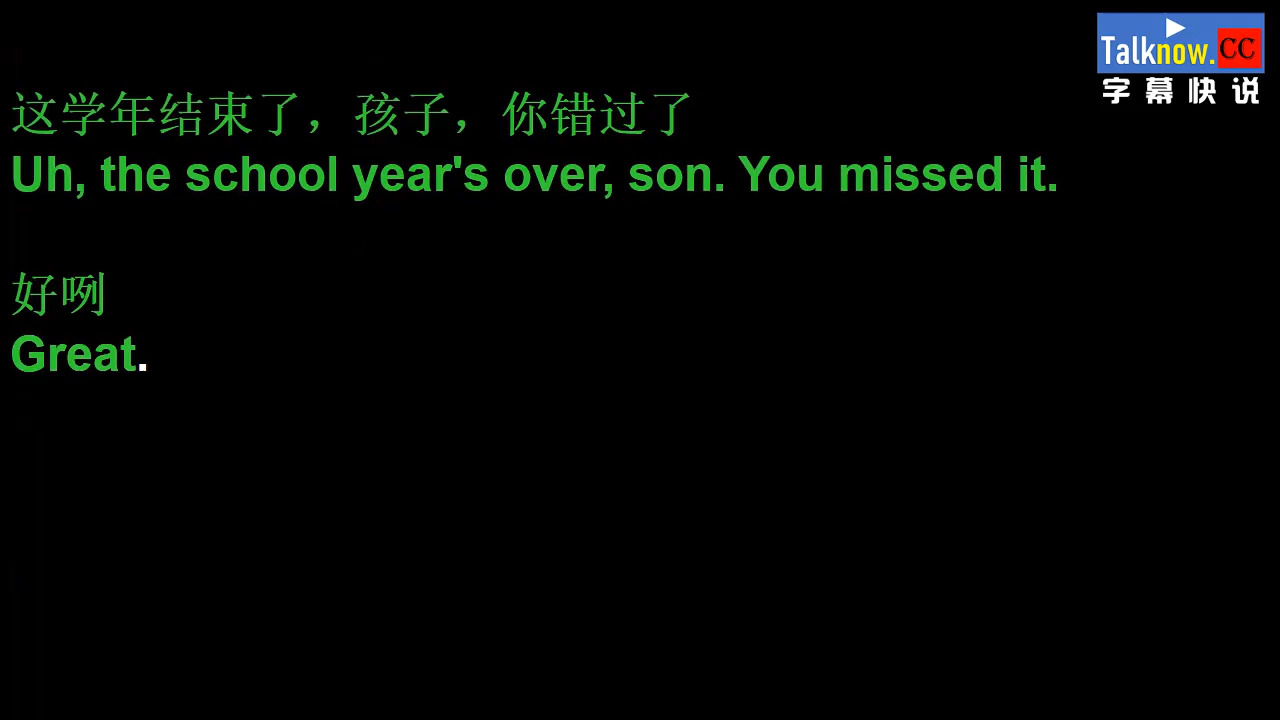 Talknow.CC
字幕快说
这学年结束了，孩子，你错过了
Uh, the school year's over, son. You missed it.
好咧
Great.